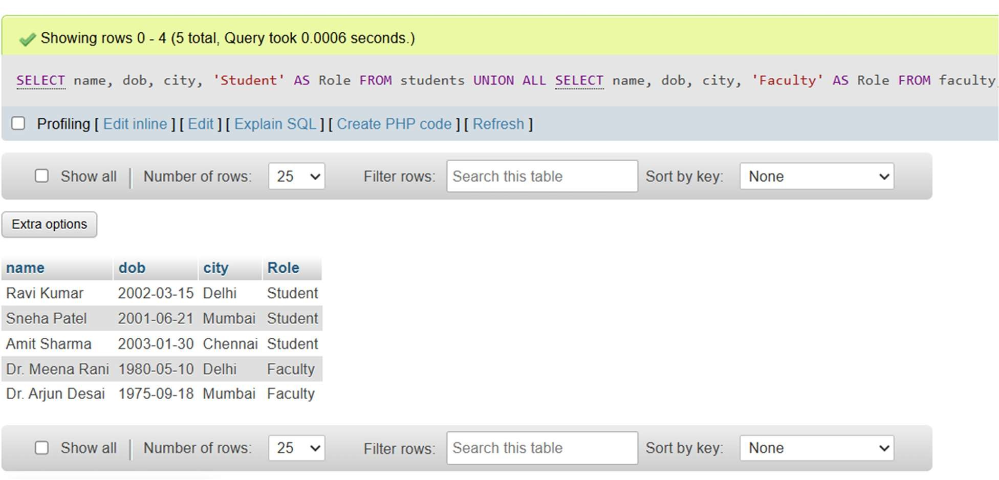 Showing rows 0 - 4 (5 total, Query took 0.0006 seconds.)
SELECT name, dob, city, 'Student' AS Role FROM students UNION ALL SELECT name, dob, city, 'Faculty' AS Role FROM faculty;
Profiling [ Edit inline ] [ Edit ] [ Explain SQL ] [ Create PHP code ] [ Refresh ]
Show all | Number of rows: 25 Filter rows: Search this table Sort by key: None
Extra options
name dob city Role
Ravi Kumar 2002-03-15 Delhi Student
Sneha Patel 2001-06-21 Mumbai Student
Amit Sharma 2003-01-30 Chennai Student
Dr. Meena Rani 1980-05-10 Delhi Faculty
Dr. Arjun Desai 1975-09-18 Mumbai Faculty
Show all | Number of rows: 25 Filter rows: Search this table Sort by key: None